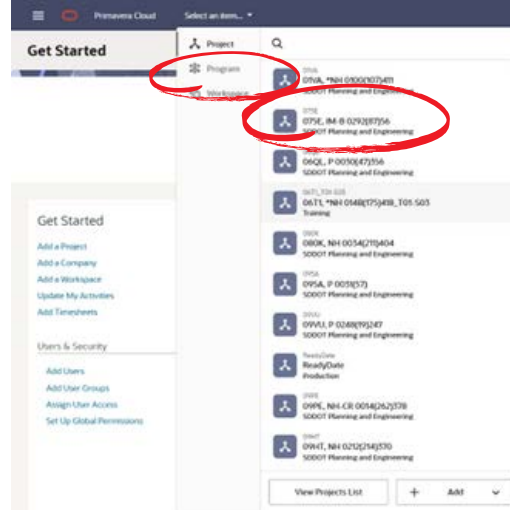 Primavera Cloud
Select an item...
Get Started
Project
Program
Workspace
01VA
01VA, *NH 0100(107)411
SDDOT Planning and Engineering
075E
075E, IM-B 0292(87)56
SDDOT Planning and Engineering
06QL, P 0030(47)356
SDDOT Planning and Engineering
06T1_T01-S03
06T1, *NH 014B(175)418_T01-S03
Training
080K
080K, NH 0034(211)404
SDDOT Planning and Engineering
095A
095A, P 0031(57)
SDDOT Planning and Engineering
09VU
09VU, P 0248(19)247
SDDOT Planning and Engineering
ReadyDate
ReadyDate
Production
09PE
09PE, NH-CR 0014(262)378
SDDOT Planning and Engineering
09HT
09HT, NH 0212(214)370
SDDOT Planning and Engineering
View Projects List
+ Add
Get Started
Add a Project
Add a Company
Add a Workspace
Update My Activities
Add Timesheets
Users & Security
Add Users
Add User Groups
Assign User Access
Set Up Global Permissions